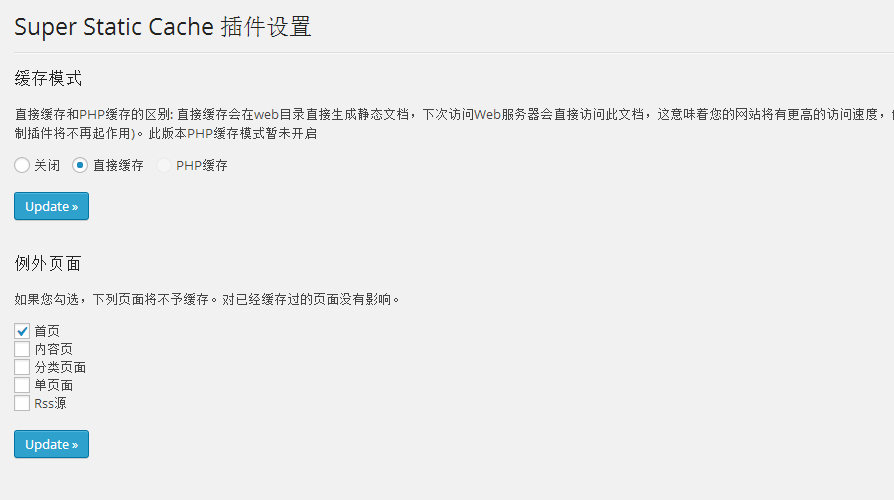 Super Static Cache 插件设置
缓存模式
直接缓存和PHP缓存的区别: 直接缓存会在web目录直接生成静态文档，下次访问Web服务器会直接访问此文档，这意味着您的网站将有更高的访问速度，
制插件将不再起作用)。此版本PHP缓存模式暂未开启
关闭 直接缓存 PHP缓存
Update »
例外页面
如果您勾选，下列页面将不予缓存。对已经缓存过的页面没有影响。
首页
内容页
分类页面
单页面
Rss源
Update »